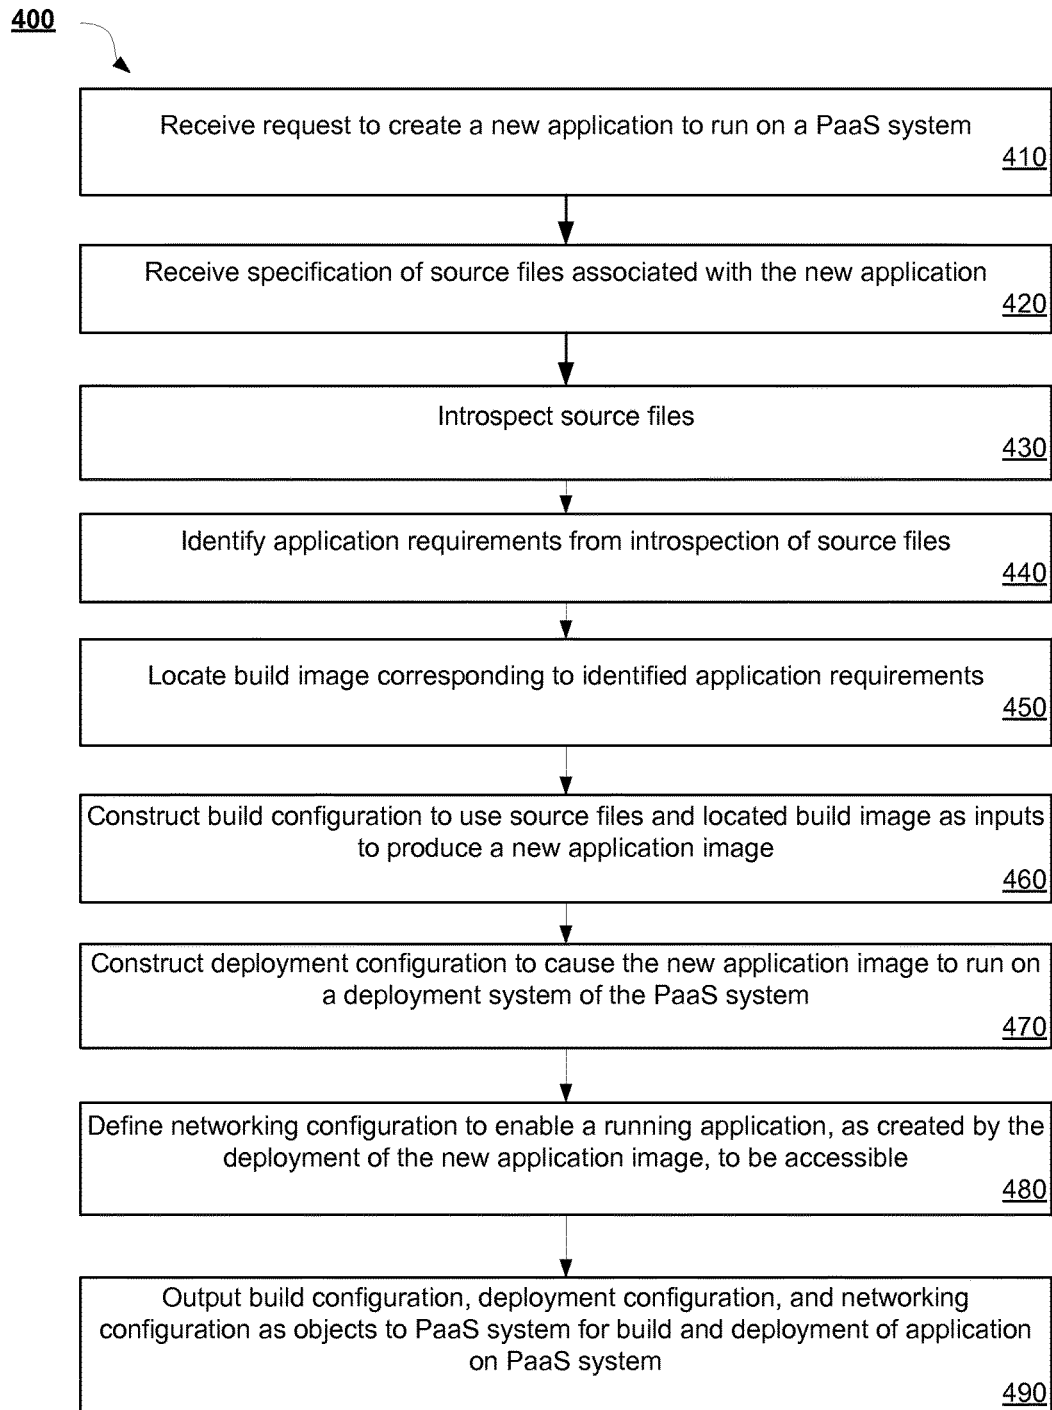 400
Receive request to create a new application to run on a PaaS system
410
Receive specification of source files associated with the new application
420
Introspect source files
430
Identify application requirements from introspection of source files
440
Locate build image corresponding to identified application requirements
450
Construct build configuration to use source files and located build image as inputs
to produce a new application image
460
Construct deployment configuration to cause the new application image to run on
a deployment system of the PaaS system
470
Define networking configuration to enable a running application, as created by the
deployment of the new application image, to be accessible
480
Output build configuration, deployment configuration, and networking
configuration as objects to PaaS system for build and deployment of application
on PaaS system
490